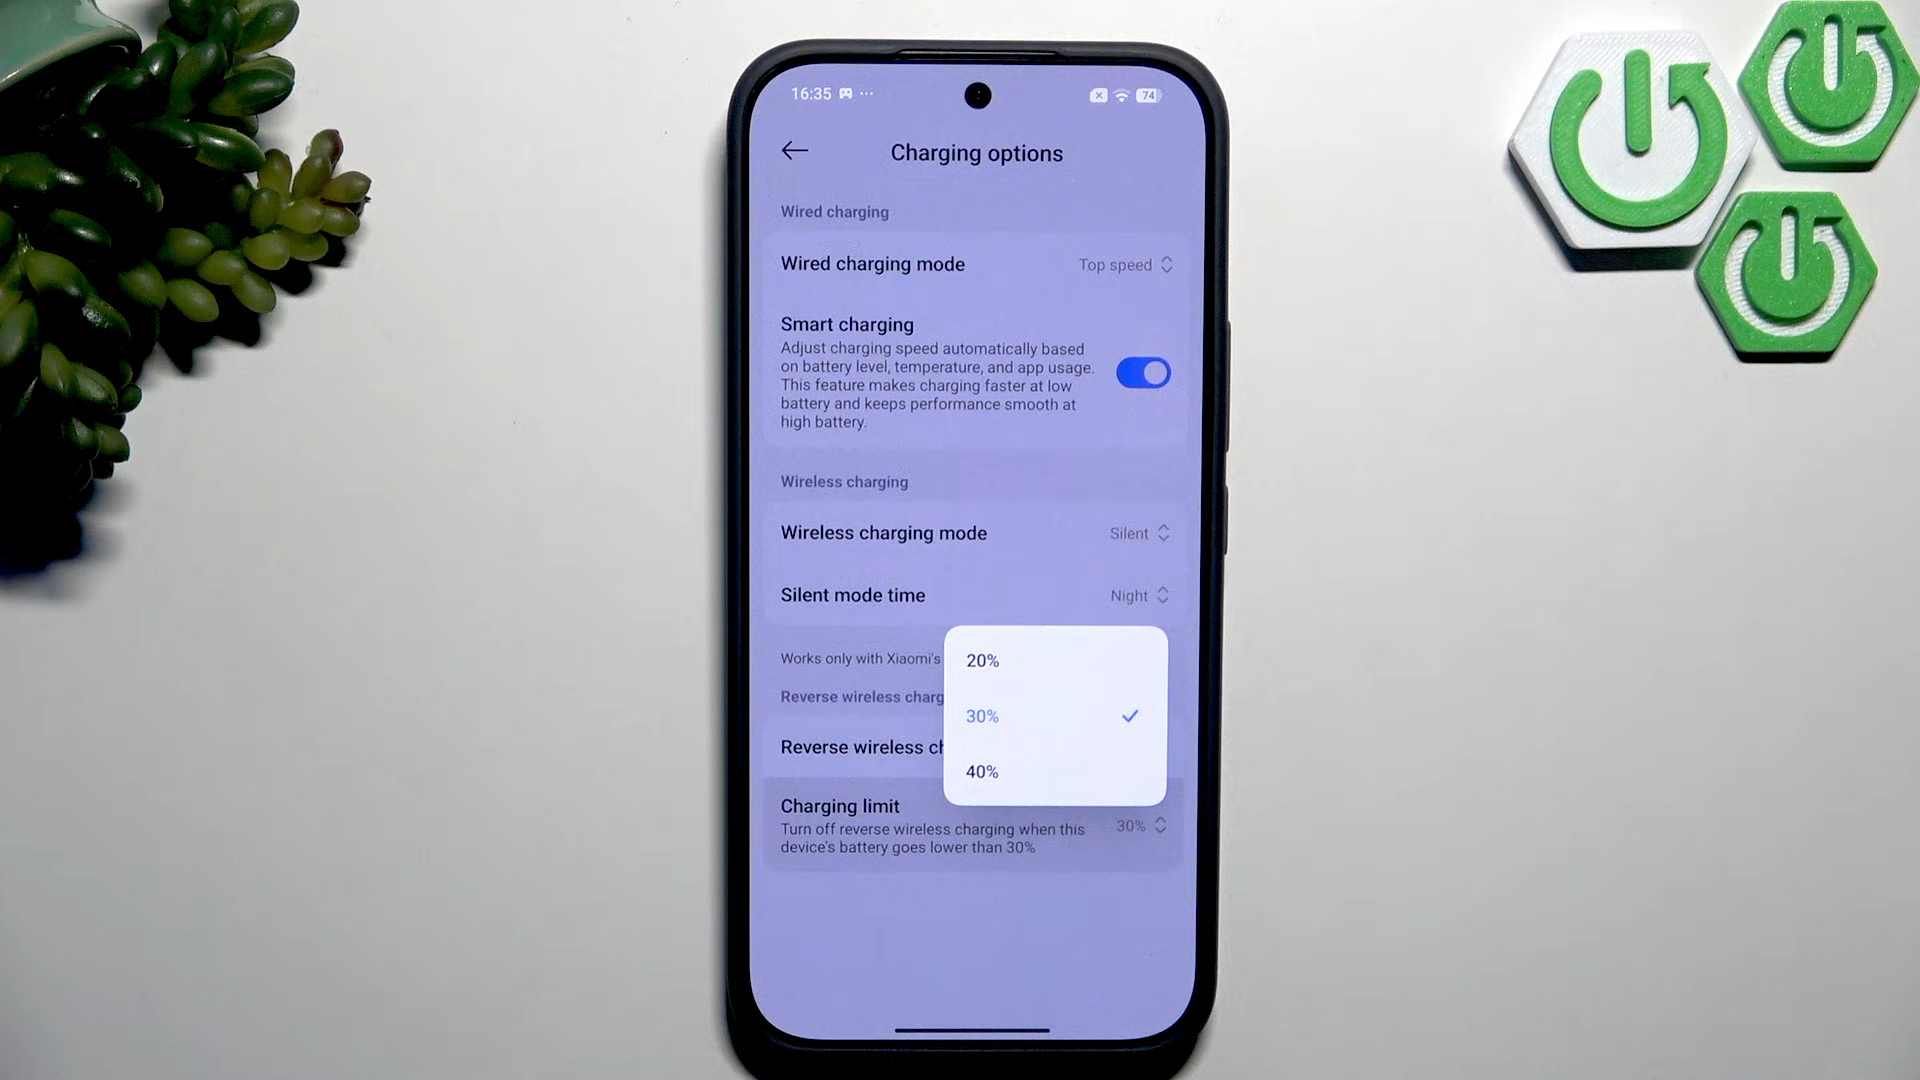 16:35 ··· 74
Charging options
Wired charging
Wired charging mode Top speed
Smart charging
Adjust charging speed automatically based
on battery level, temperature, and app usage.
This feature makes charging faster at low
battery and keeps performance smooth at
high battery.
Wireless charging
Wireless charging mode Silent
Silent mode time Night
Works only with Xiaomi's
20%
Reverse wireless charg
30%
Reverse wireless ch
40%
Charging limit
Turn off reverse wireless charging when this
device's battery goes lower than 30%
30%